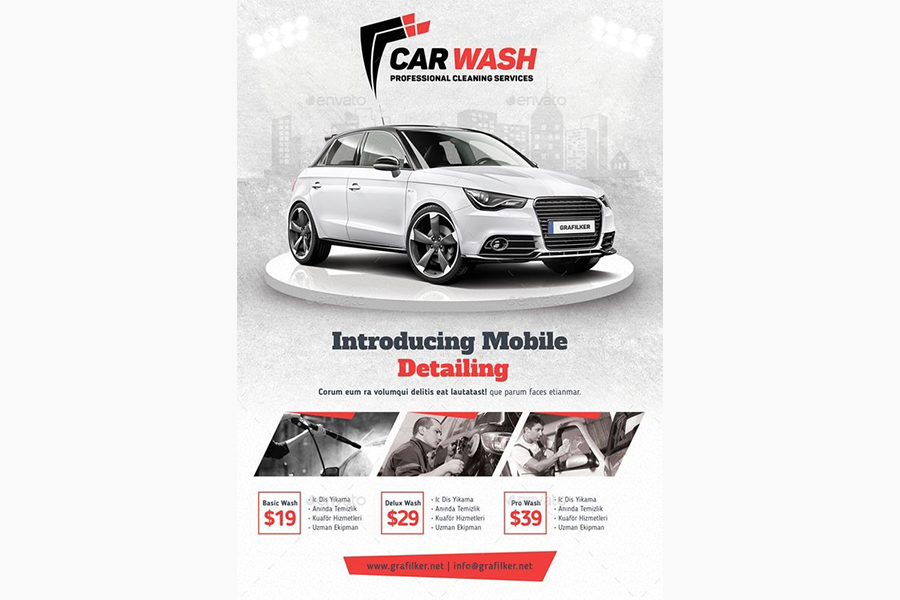 CAR WASH
PROFESSIONAL CLEANING SERVICES
envato envato
GRAFILKER
Introducing Mobile
Detailing
Corum eum ra volumqui delitis eat lautatast! que parum faces etianmar.
Basic Wash
$19
• Ic Dis Yikama
• Anında Temizlik
• Kuaför Hizmetleri
• Uzman Ekipman
Delux Wash
$29
• Ic Dis Yikama
• Anında Temizlik
• Kuaför Hizmetleri
• Uzman Ekipman
Pro Wash
$39
• Ic Dis Yikama
• Anında Temizlik
• Kuaför Hizmetleri
• Uzman Ekipman
www.grafilker.net | info@grafilker.net